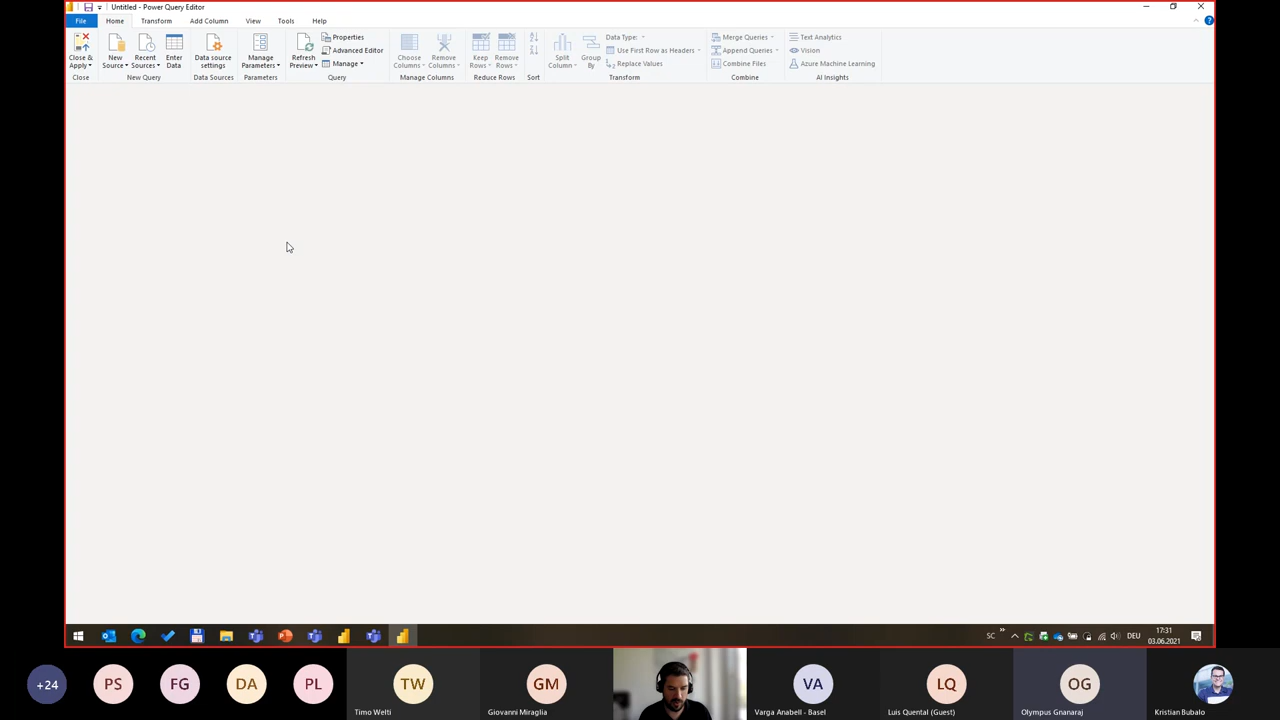 Untitled - Power Query Editor
File Home Transform Add Column View Tools Help
Close & Apply
New Source
Recent Sources
Enter Data
Data source settings
Manage Parameters
Refresh Preview
Properties
Advanced Editor
Manage
Choose Columns
Remove Columns
Keep Rows
Remove Rows
Split Column
Group By
Data Type:
Use First Row as Headers
Replace Values
Merge Queries
Append Queries
Combine Files
Text Analytics
Vision
Azure Machine Learning
Close New Query Data Sources Parameters Query Manage Columns Reduce Rows Sort Transform Combine AI Insights
SC DEU 17:31
03.06.2021
+24 PS FG DA PL TW GM VA LQ OG
Timo Welti Giovanni Miraglia Varga Anabell - Basel Luis Quental (Guest) Olympus Gnanaraj Kristian Bubalo